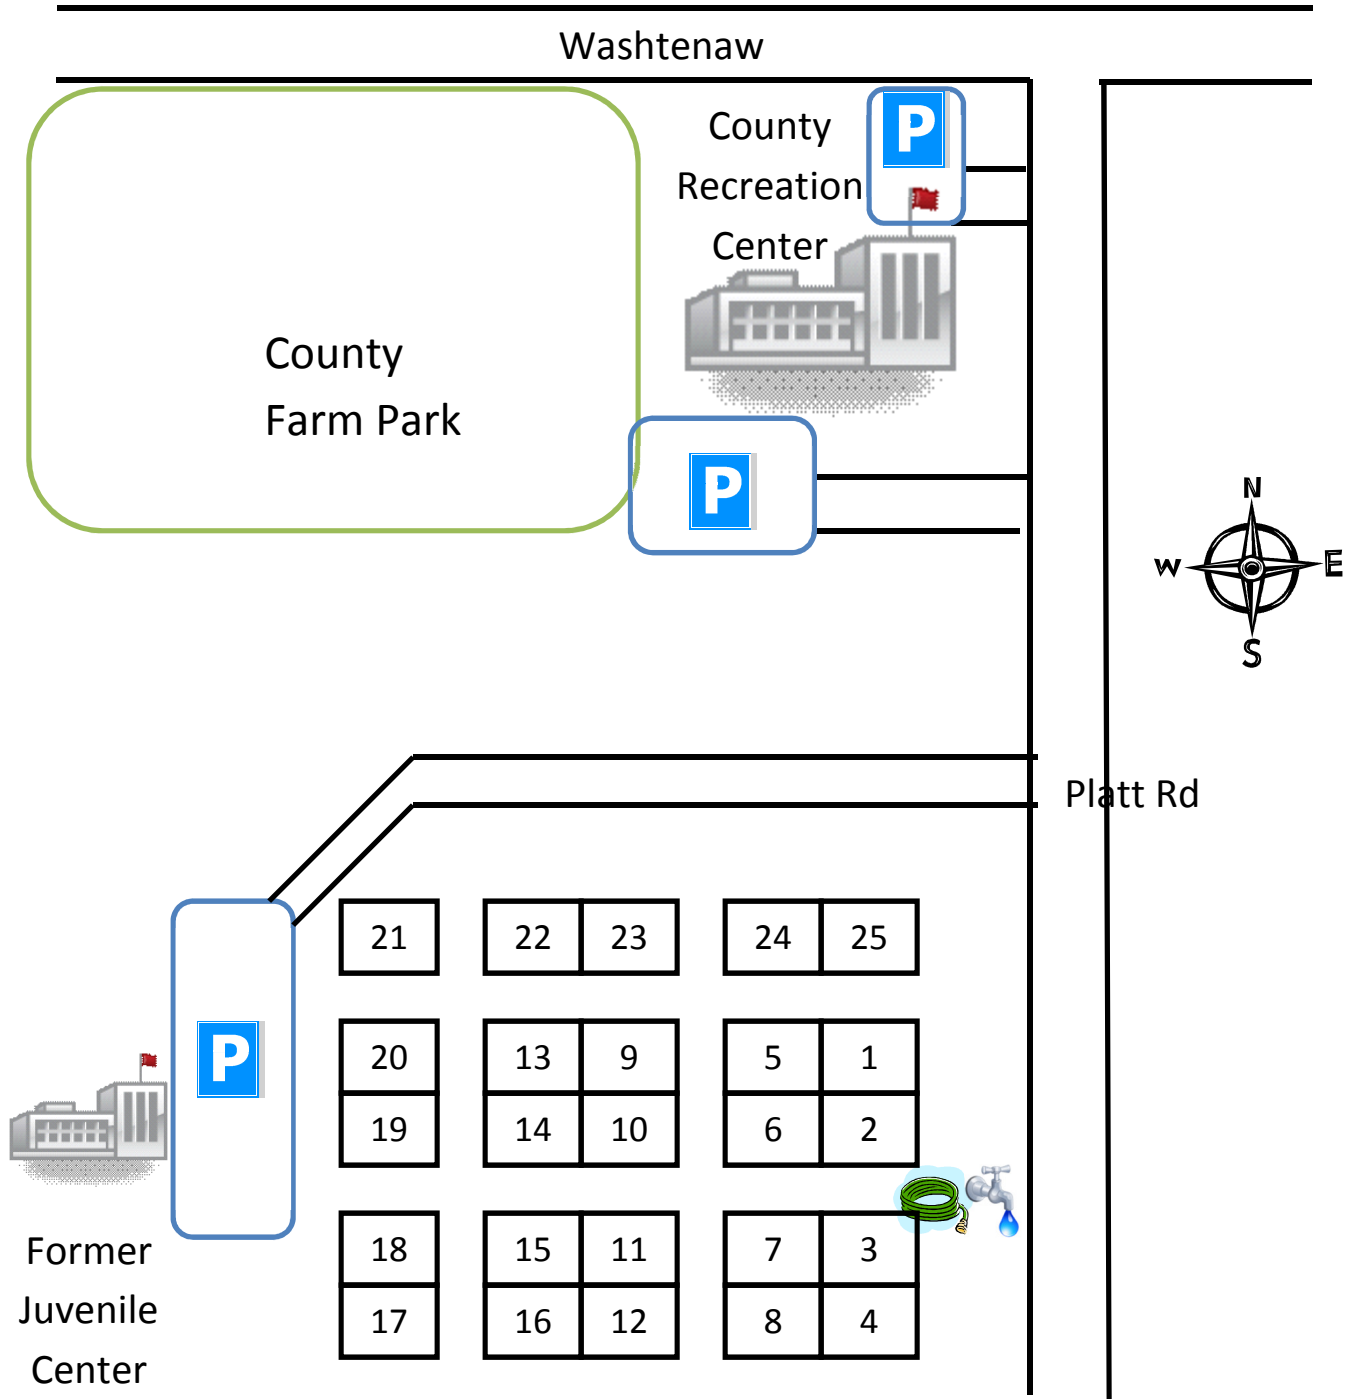 Washtenaw
County
Recreation
Center
P
County
Farm Park
P
N
W E
S
Platt Rd
21 22 23 24 25
P
20 13 9 5 1
19 14 10 6 2
18 15 11 7 3
17 16 12 8 4
Former
Juvenile
Center